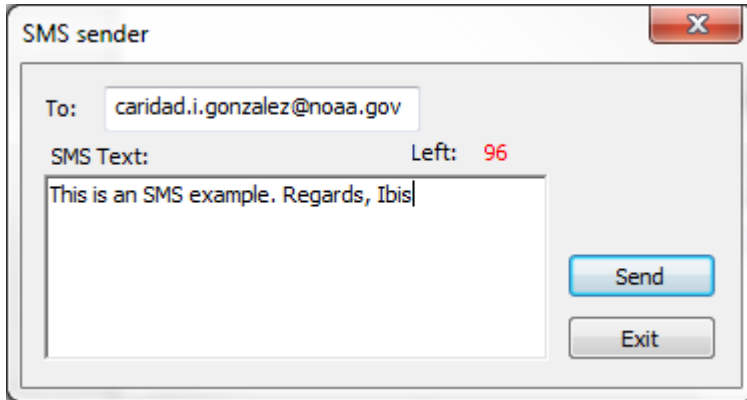 SMS sender
To: caridad.i.gonzalez@noaa.gov
SMS Text: Left: 96
This is an SMS example. Regards, Ibis
Send
Exit